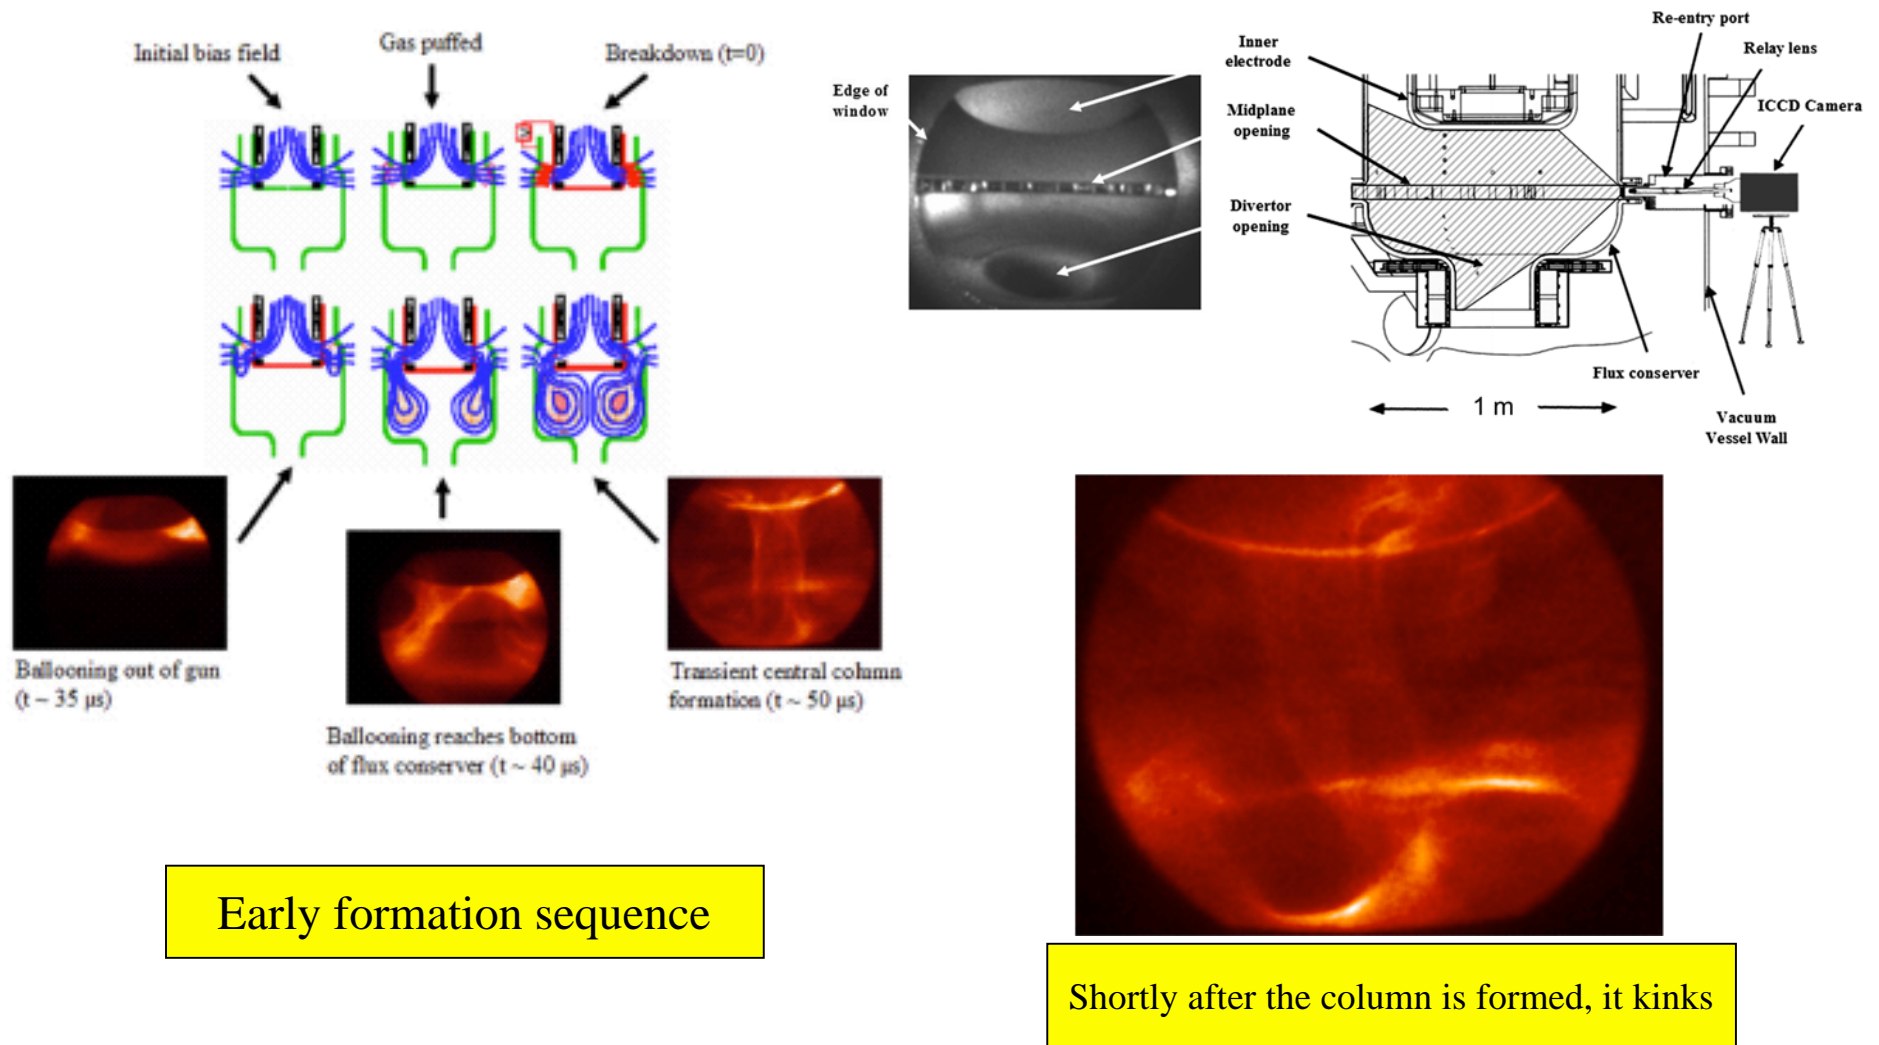 Initial bias field
Gas puffed
Breakdown (t=0)
Ballooning out of gun
(t ~ 35 μs)
Ballooning reaches bottom
of flux conserver (t ~ 40 μs)
Transient central column
formation (t ~ 50 μs)
Early formation sequence
Edge of
window
Inner
electrode
Midplane
opening
Divertor
opening
Re-entry port
Relay lens
ICCD Camera
Flux conserver
1 m
Vacuum
Vessel Wall
Shortly after the column is formed, it kinks